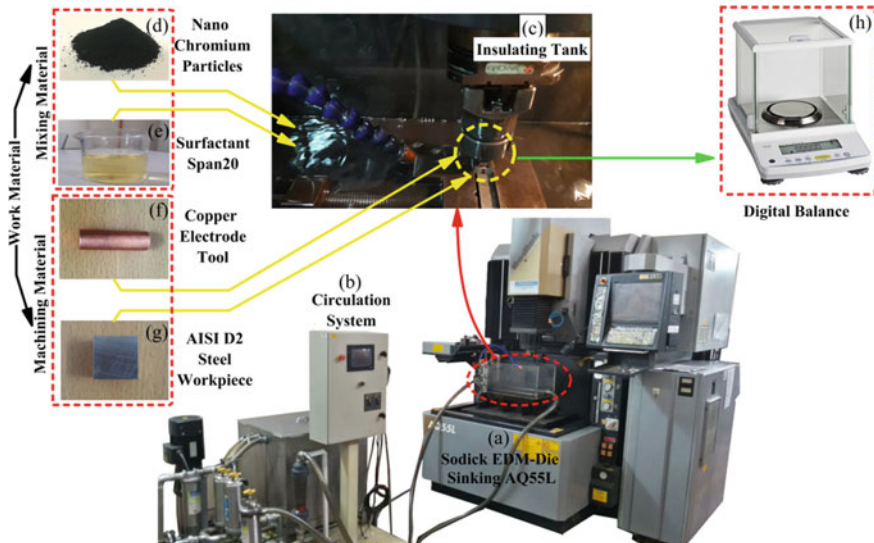 (d)
Nano
Chromium
Particles
(e)
Surfactant
Span20
(f)
Copper
Electrode
Tool
(g)
AISI D2
Steel
Workpiece
Mixing Material
Work Material
Machining Material
(c)
Insulating Tank
(h)
Digital Balance
(b)
Circulation
System
AQ55L
(a)
Sodick EDM-Die
Sinking AQ55L